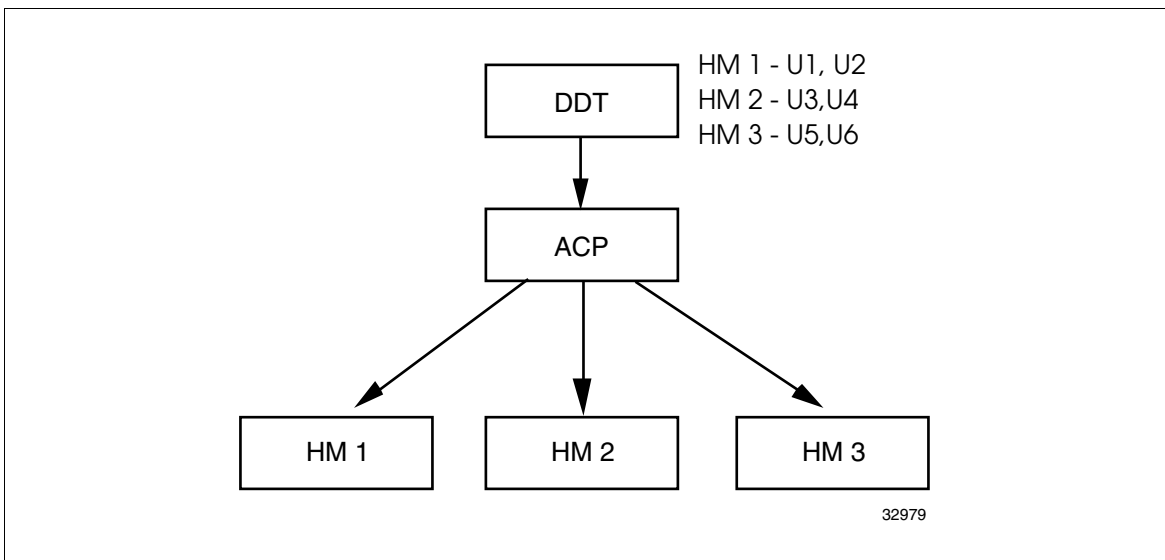 DDT
HM 1 - U1, U2
HM 2 - U3,U4
HM 3 - U5,U6
ACP
HM 1
HM 2
HM 3
32979